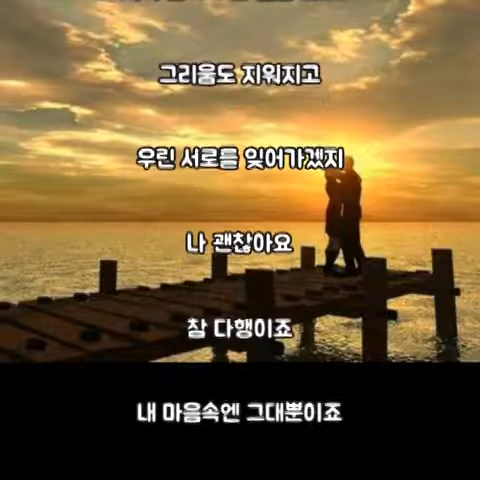 그리움도 지워지고
우린 서로를 잊어가겠지
나 괜찮아요
참 다행이죠
내 마음속엔 그대뿐이죠